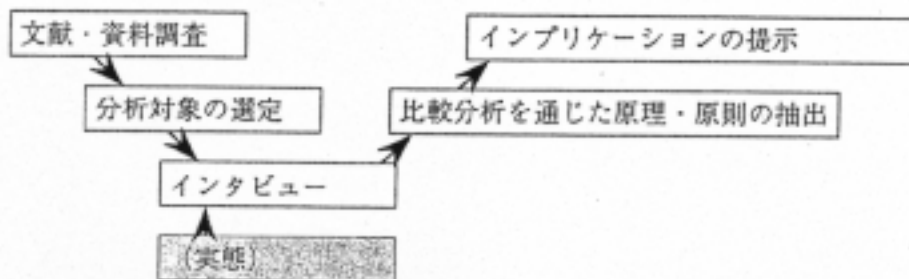 文献・資料調査
インプリケーションの提示
分析対象の選定
比較分析を通じた原理・原則の抽出
インタビュー
(実態)